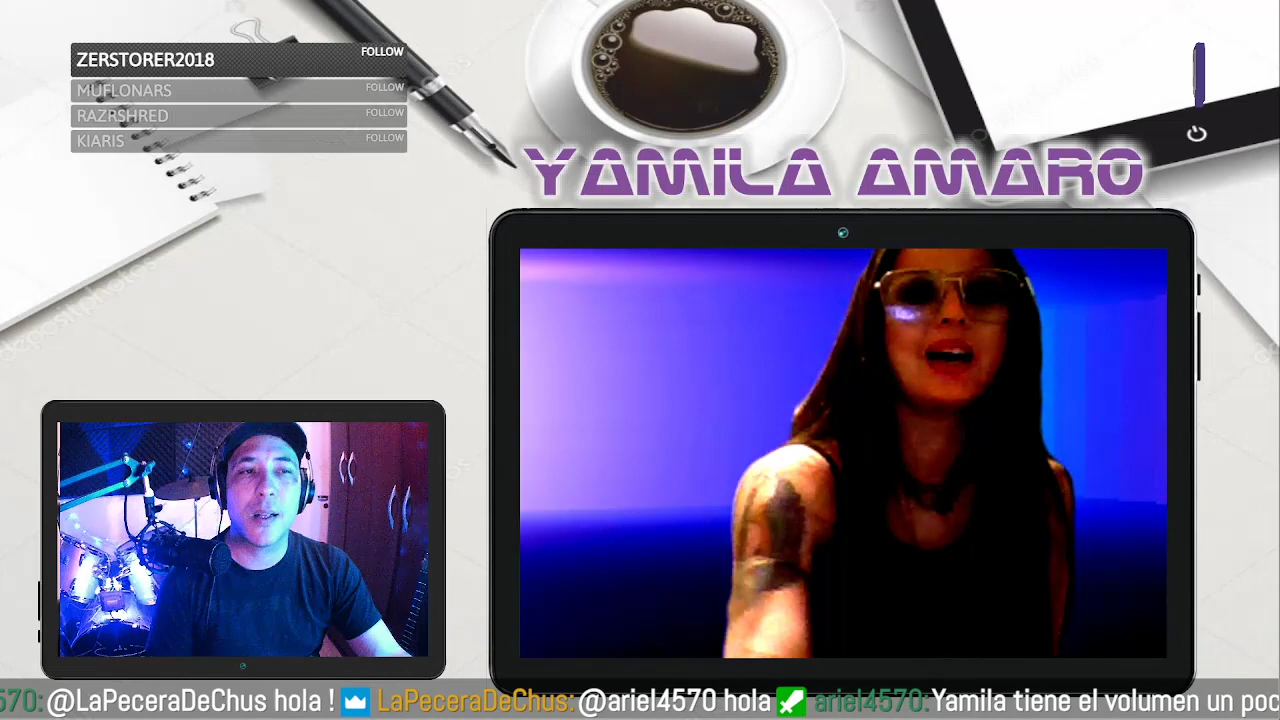 ZERSTORER2018 FOLLOW
MUFLONARS FOLLOW
RAZRSHRED FOLLOW
KIARIS FOLLOW
YAMILA AMARO
570: @LaPeceraDeChus hola ! LaPeceraDeChus: @ariel4570 hola ariel4570: Yamila tiene el volumen un poc